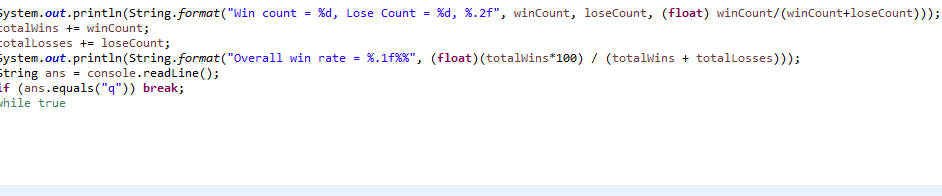 System.out.println(String.format("Win count = %d, Lose Count = %d, %.2f", winCount, loseCount, (float) winCount/(winCount+loseCount)));
totalWins += winCount;
totalLosses += loseCount;
System.out.println(String.format("Overall win rate = %.1f%%", (float)(totalWins*100) / (totalWins + totalLosses)));
String ans = console.readLine();
if (ans.equals("q")) break;
while true